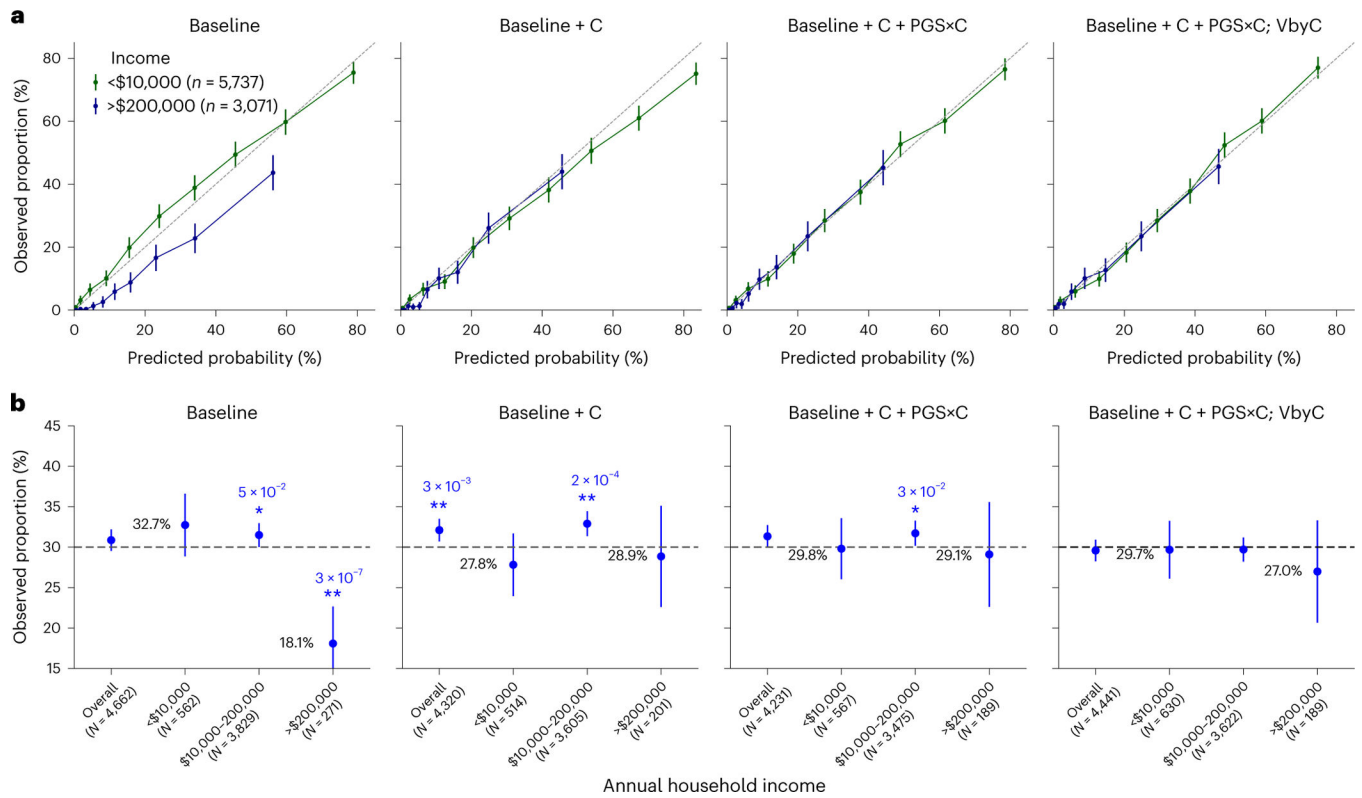 a
Baseline
Baseline + C
Baseline + C + PGS×C
Baseline + C + PGS×C; VbyC
Observed proportion (%)
80
60
40
20
0
Income
<$10,000 (n = 5,737)
>$200,000 (n = 3,071)
0 20 40 60 80
0 20 40 60 80
0 20 40 60 80
0 20 40 60 80
Predicted probability (%)
Predicted probability (%)
Predicted probability (%)
Predicted probability (%)
b
Baseline
Baseline + C
Baseline + C + PGS×C
Baseline + C + PGS×C; VbyC
Observed proportion (%)
45
40
35
30
25
20
15
32.7%
5 × 10⁻²
*
3 × 10⁻⁷
**
18.1%
3 × 10⁻³
**
27.8%
2 × 10⁻⁴
**
28.9%
29.8%
3 × 10⁻²
*
29.1%
29.7%
27.0%
Overall
(N = 4,662)
<$10,000
(N = 562)
$10,000–200,000
(N = 3,829)
>$200,000
(N = 271)
Overall
(N = 4,320)
<$10,000
(N = 514)
$10,000–200,000
(N = 3,605)
>$200,000
(N = 201)
Overall
(N = 4,231)
<$10,000
(N = 567)
$10,000–200,000
(N = 3,475)
>$200,000
(N = 189)
Overall
(N = 4,441)
<$10,000
(N = 630)
$10,000–200,000
(N = 3,622)
>$200,000
(N = 189)
Annual household income